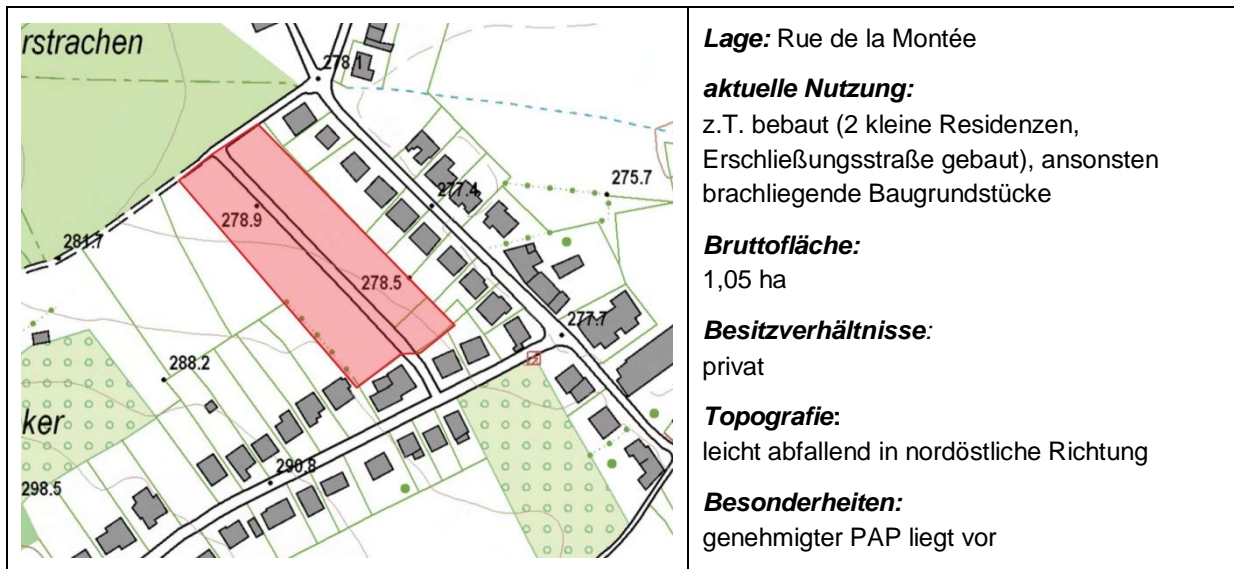 rstrachen
278.1
277.4
275.7
278.9
281.7
278.5
277.7
288.2
ker
290.8
298.5
Lage: Rue de la Montée
aktuelle Nutzung:
z.T. bebaut (2 kleine Residenzen,
Erschließungsstraße gebaut), ansonsten
brachliegende Baugrundstücke
Bruttofläche:
1,05 ha
Besitzverhältnisse:
privat
Topografie:
leicht abfallend in nordöstliche Richtung
Besonderheiten:
genehmigter PAP liegt vor